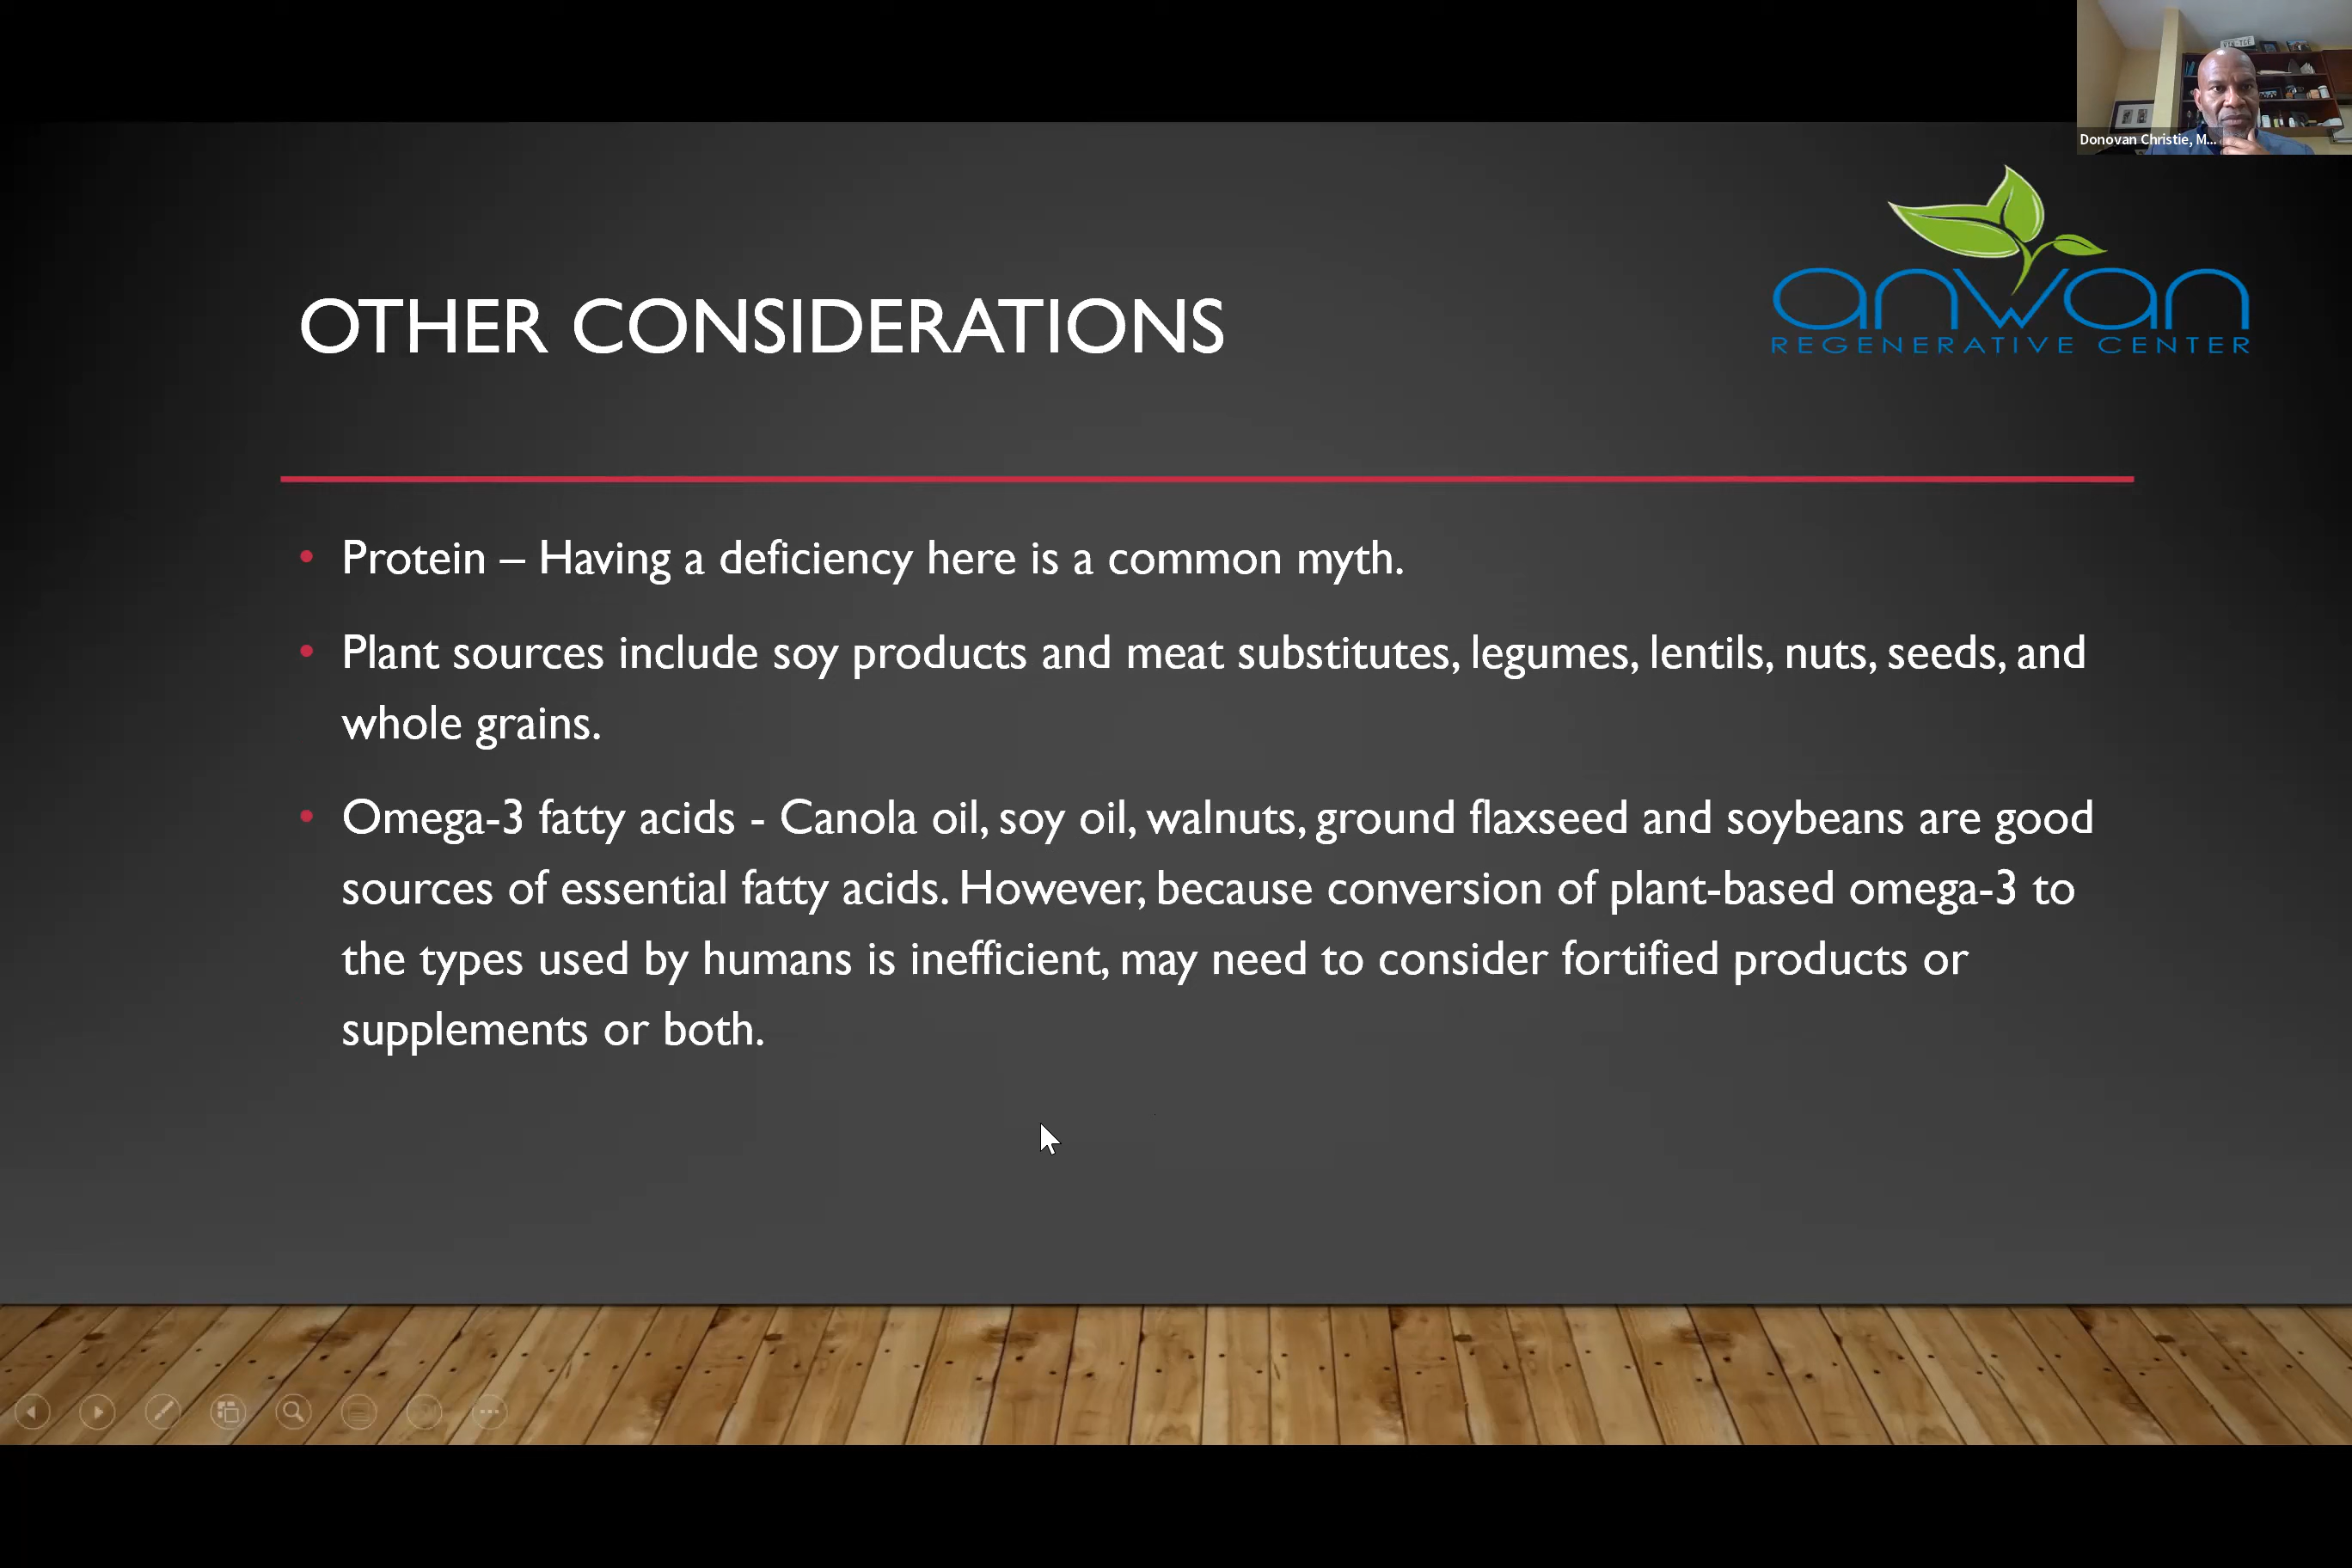 Donovan Christie, M...
anwan
REGENERATIVE CENTER
OTHER CONSIDERATIONS
• Protein – Having a deficiency here is a common myth.
• Plant sources include soy products and meat substitutes, legumes, lentils, nuts, seeds, and
whole grains.
• Omega-3 fatty acids - Canola oil, soy oil, walnuts, ground flaxseed and soybeans are good
sources of essential fatty acids. However, because conversion of plant-based omega-3 to
the types used by humans is inefficient, may need to consider fortified products or
supplements or both.